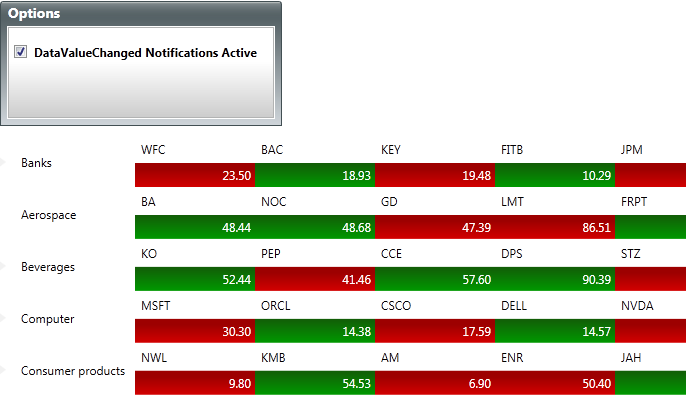 Options
DataValueChanged Notifications Active
WFC BAC KEY FITB JPM
Banks
23.50 18.93 19.48 10.29
BA NOC GD LMT FRPT
Aerospace
48.44 48.68 47.39 86.51
KO PEP CCE DPS STZ
Beverages
52.44 41.46 57.60 90.39
MSFT ORCL CSCO DELL NVDA
Computer
30.30 14.38 17.59 14.57
NWL KMB AM ENR JAH
Consumer products
9.80 54.53 6.90 50.40